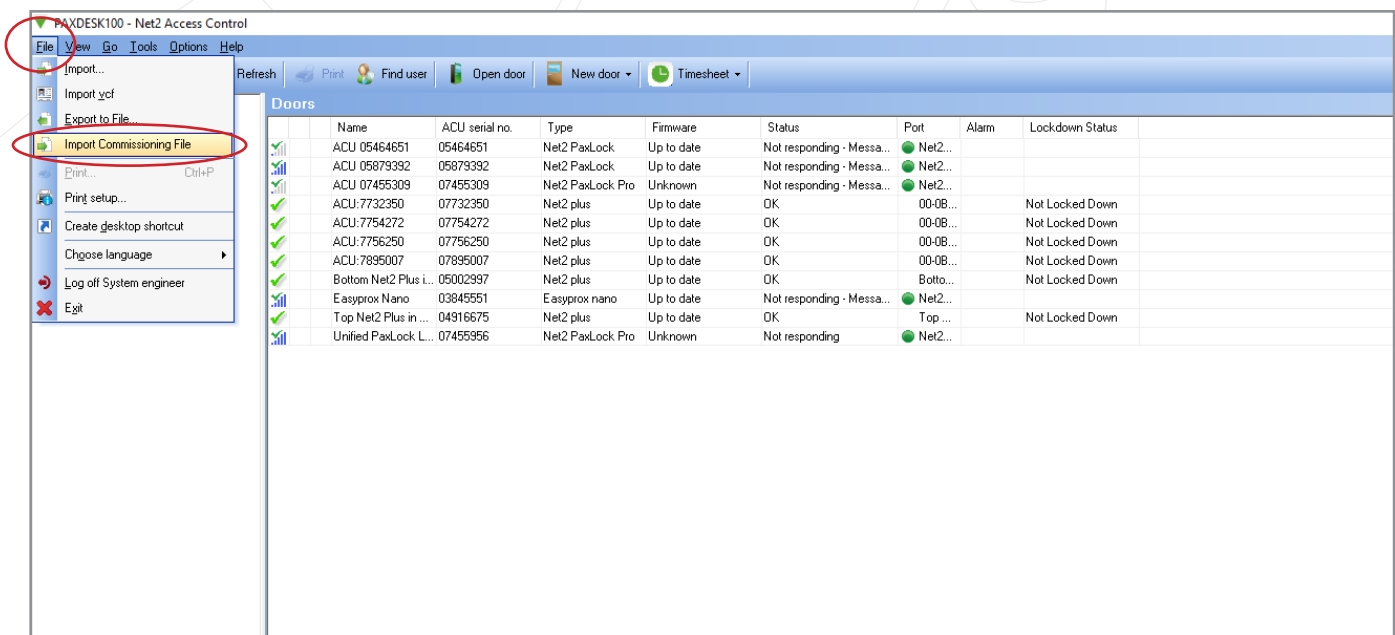 PAXDESK100 - Net2 Access Control
File View Go Tools Options Help
Refresh Print Find user Open door New door Timesheet
Import...
Import vcf
Export to File...
Import Commissioning File
Print... Ctrl+P
Print setup...
Create desktop shortcut
Choose language
Log off System engineer
Exit
Doors
Name ACU serial no. Type Firmware Status Port Alarm Lockdown Status
ACU 05464651 05464651 Net2 PaxLock Up to date Not responding - Messa... Net2...
ACU 05879392 05879392 Net2 PaxLock Up to date Not responding - Messa... Net2...
ACU 07455309 07455309 Net2 PaxLock Pro Unknown Not responding - Messa... Net2...
ACU:7732350 07732350 Net2 plus Up to date OK 00-0B... Not Locked Down
ACU:7754272 07754272 Net2 plus Up to date OK 00-0B... Not Locked Down
ACU:7756250 07756250 Net2 plus Up to date OK 00-0B... Not Locked Down
ACU:7895007 07895007 Net2 plus Up to date OK 00-0B... Not Locked Down
Bottom Net2 Plus i... 05002997 Net2 plus Up to date OK Botto... Not Locked Down
Easyprox Nano 03845551 Easyprox nano Up to date Not responding - Messa... Net2...
Top Net2 Plus in ... 04916675 Net2 plus Up to date OK Top ... Not Locked Down
Unified PaxLock L... 07455956 Net2 PaxLock Pro Unknown Not responding Net2...